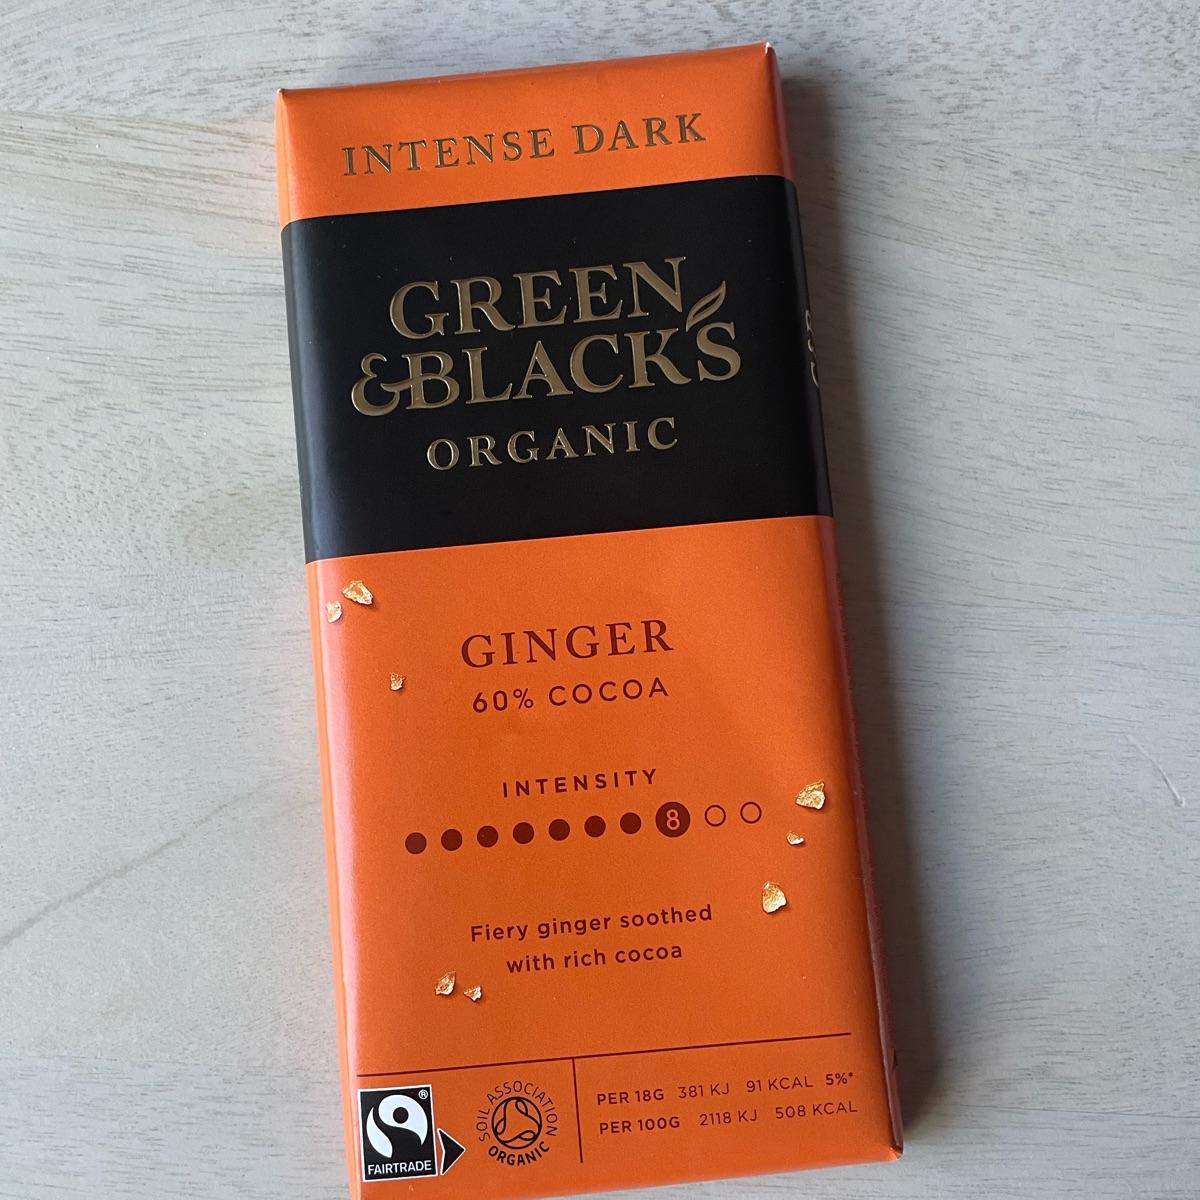 INTENSE DARK
GREEN
&BLACK'S
ORGANIC
GINGER
60% COCOA
INTENSITY
8
Fiery ginger soothed
with rich cocoa
FAIRTRADE
®
SOIL ASSOCIATION
ORGANIC
PER 18G 381 KJ 91 KCAL 5%*
PER 100G 2118 KJ 508 KCAL